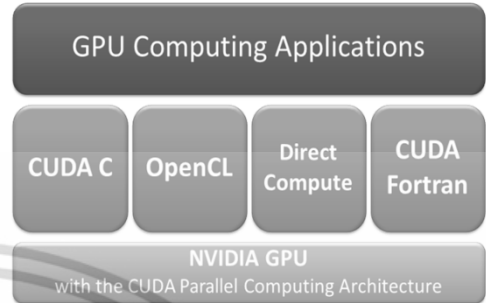 GPU Computing Applications
CUDA C
OpenCL
Direct
Compute
CUDA
Fortran
NVIDIA GPU
with the CUDA Parallel Computing Architecture